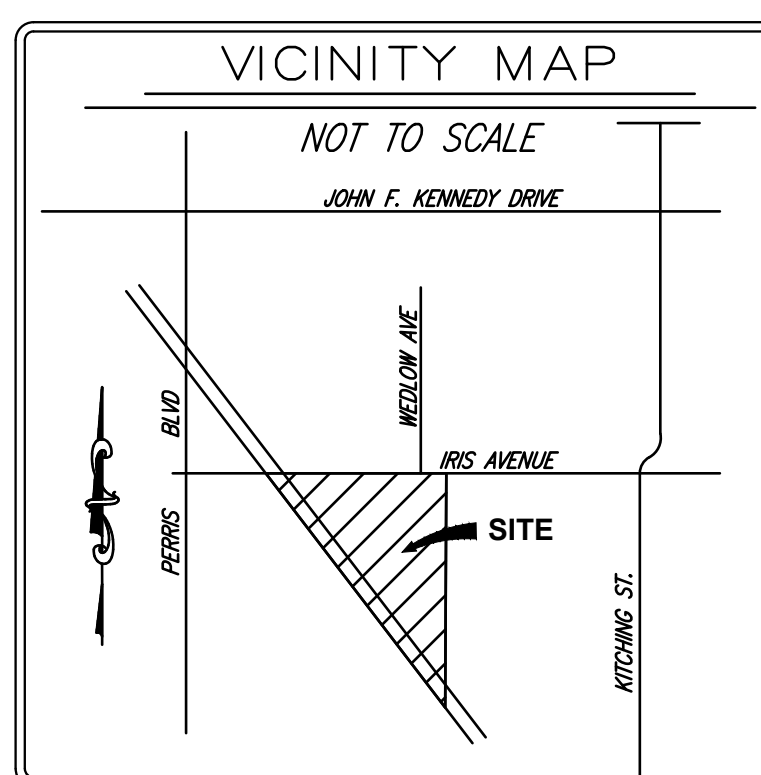 VICINITY MAP
NOT TO SCALE
JOHN F. KENNEDY DRIVE
WEDLOW AVE
PERRIS BLVD
IRIS AVENUE
SITE
KITCHING ST.